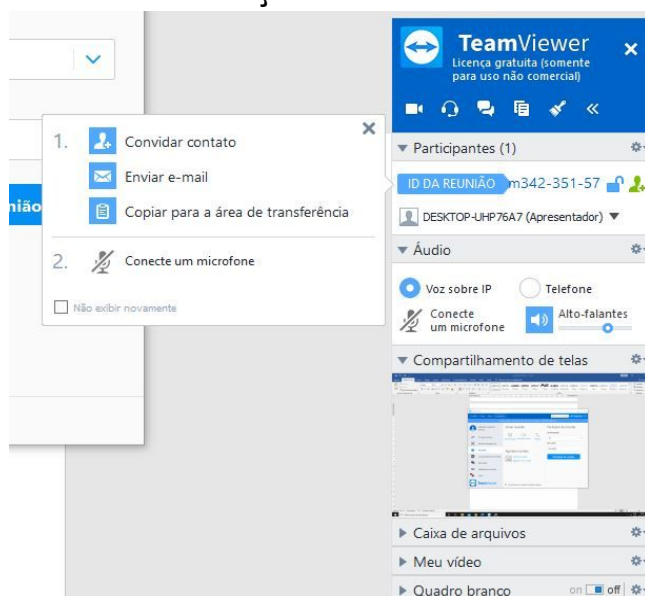 TeamViewer
Licença gratuita (somente
para uso não comercial)
1. Convidar contato
Enviar e-mail
Copiar para a área de transferência
2. Conecte um microfone
Não exibir novamente
nião
Participantes (1)
ID DA REUNIÃO m342-351-57
DESKTOP-UHP76A7 (Apresentador)
Áudio
Voz sobre IP Telefone
Conecte
um microfone
Alto-falantes
Compartilhamento de telas
Caixa de arquivos
Meu vídeo
Quadro branco on off